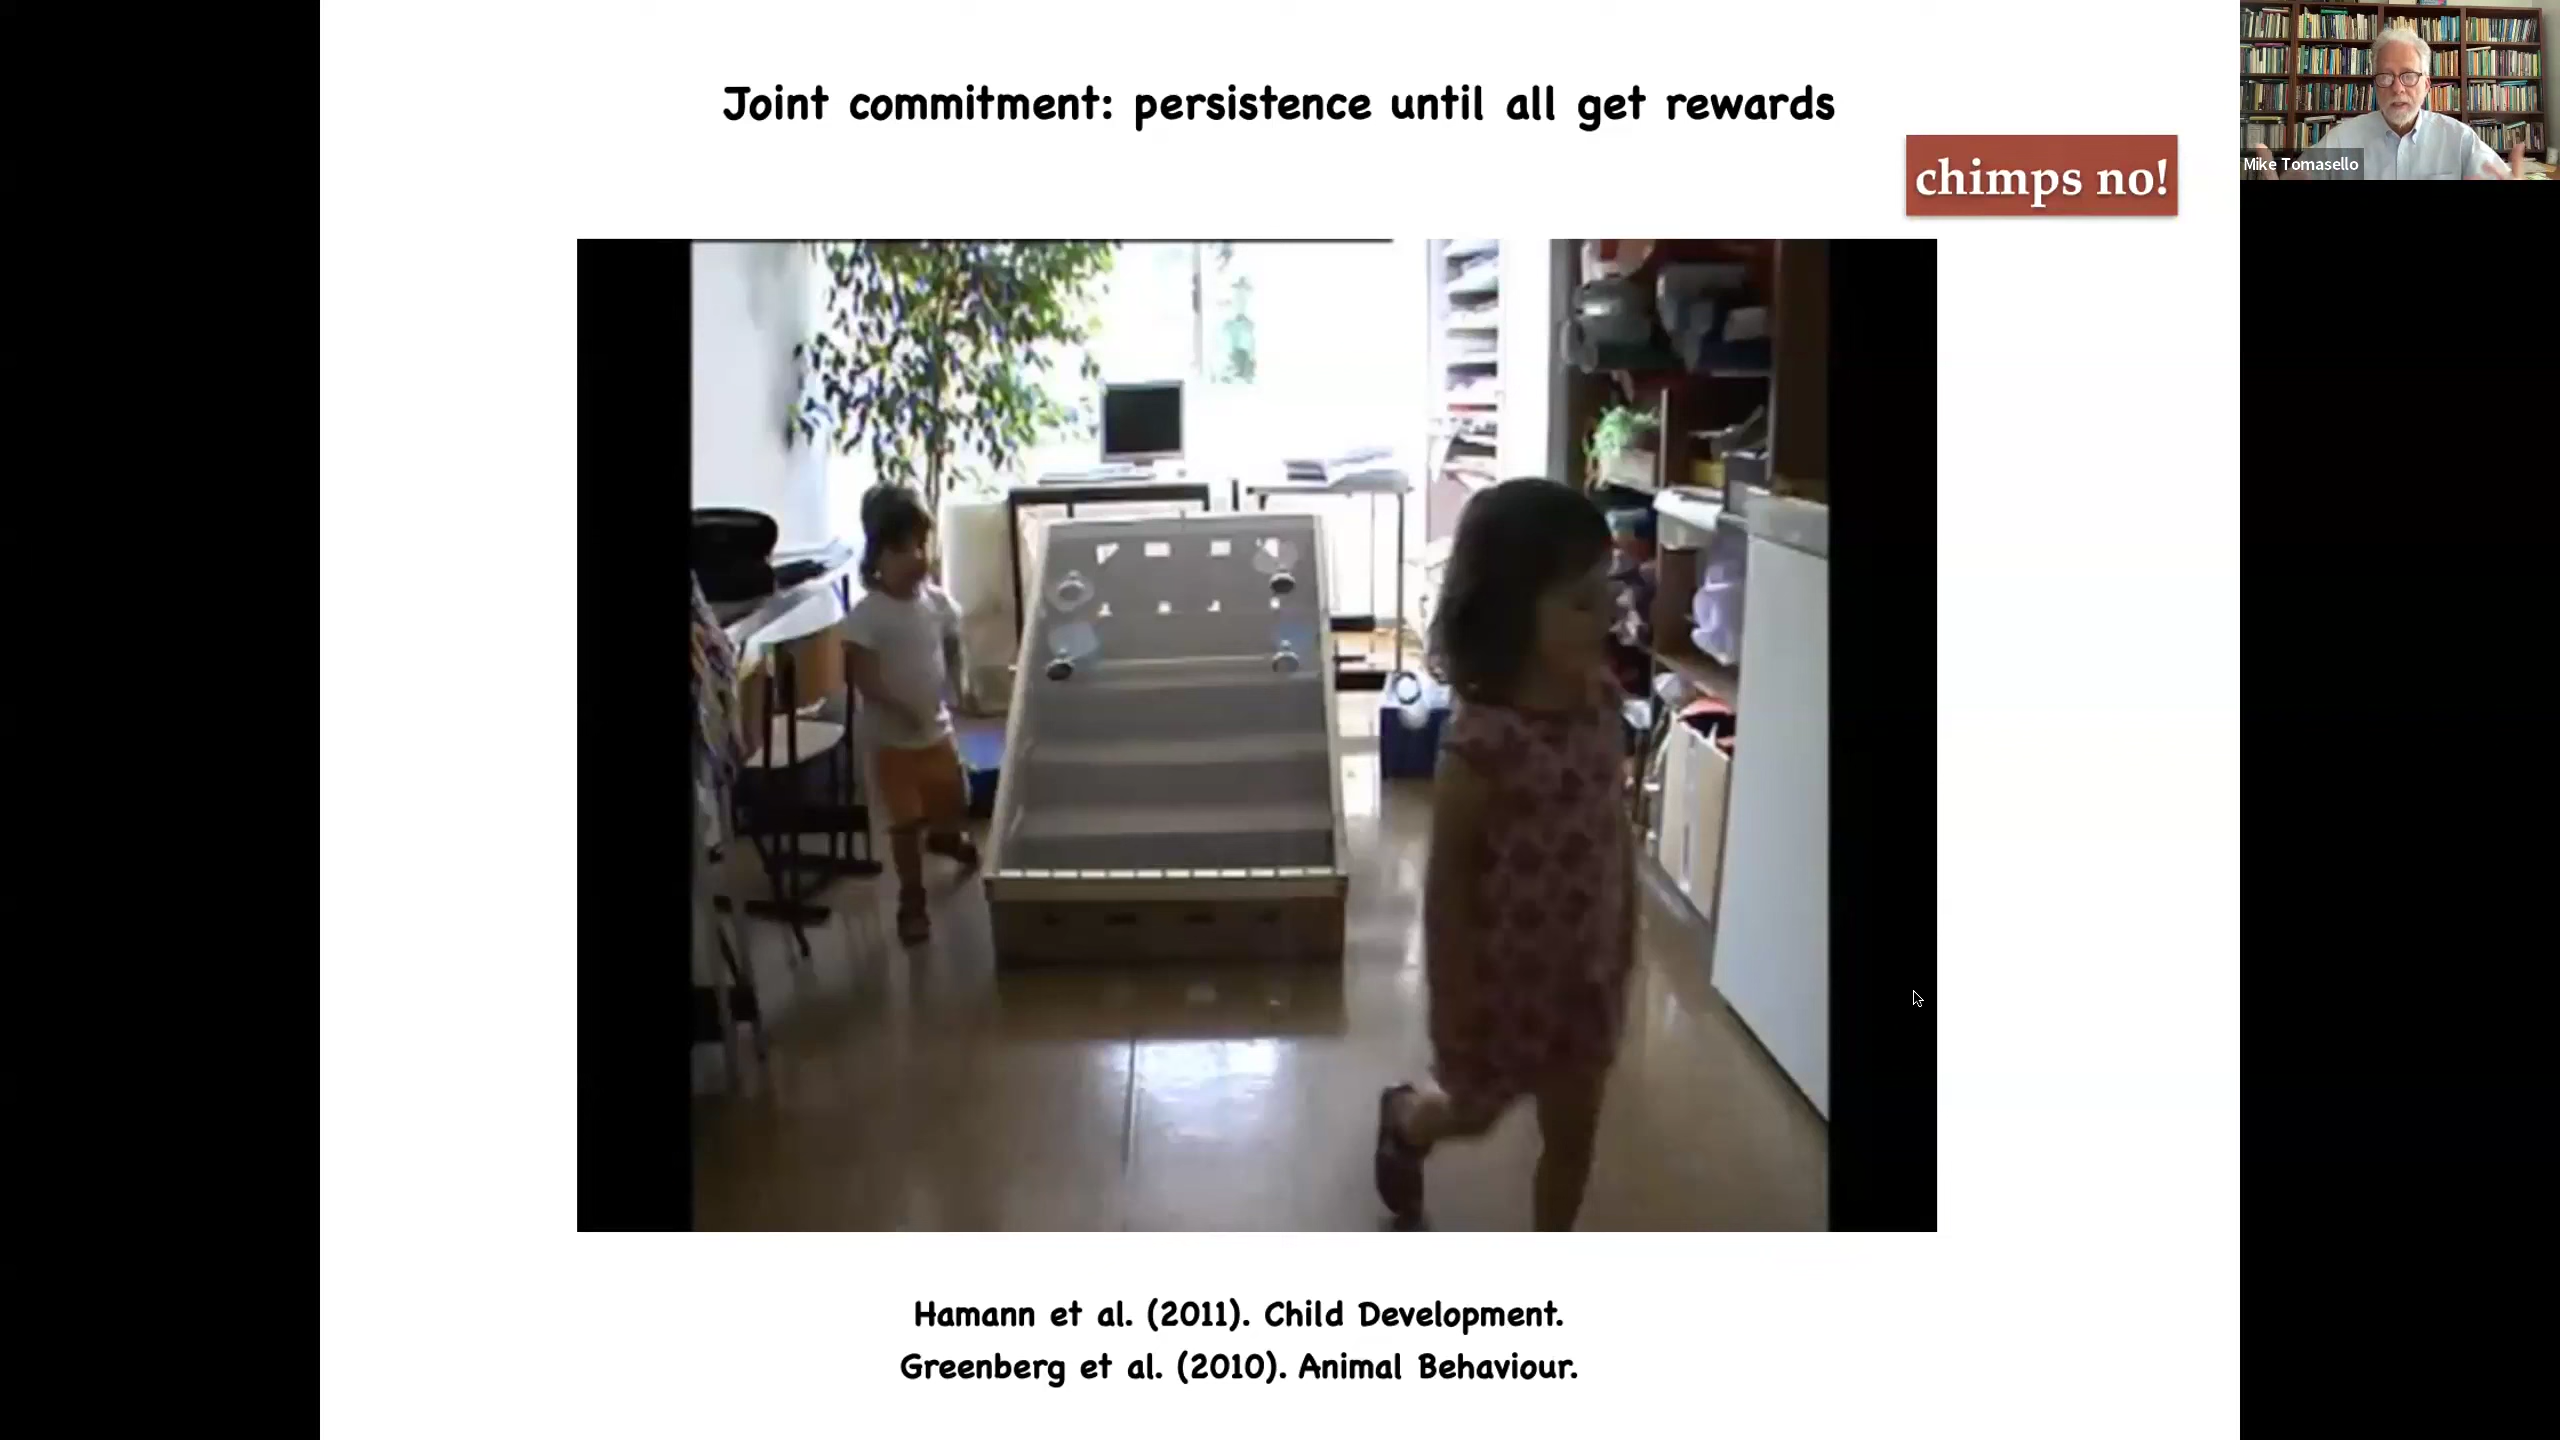 Joint commitment: persistence until all get rewards
chimps no!
Mike Tomasello
Hamann et al. (2011). Child Development.
Greenberg et al. (2010). Animal Behaviour.